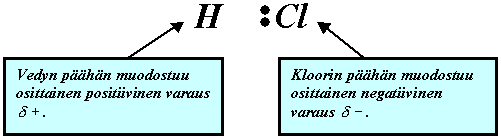 H :Cl
Vedyn päähän muodostuu
osittainen positiivinen varaus
δ + .
Kloorin päähän muodostuu
osittainen negatiivinen
varaus δ − .